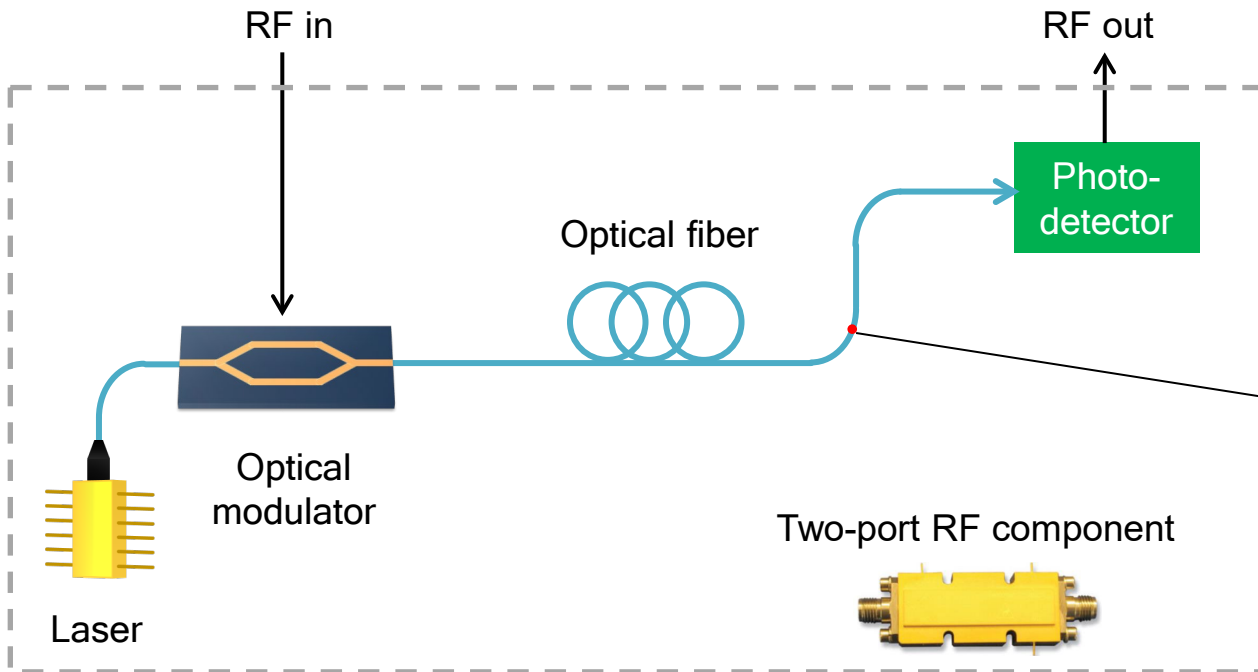 RF in
RF out
Photo-
detector
Optical fiber
Optical
modulator
Two-port RF component
Laser